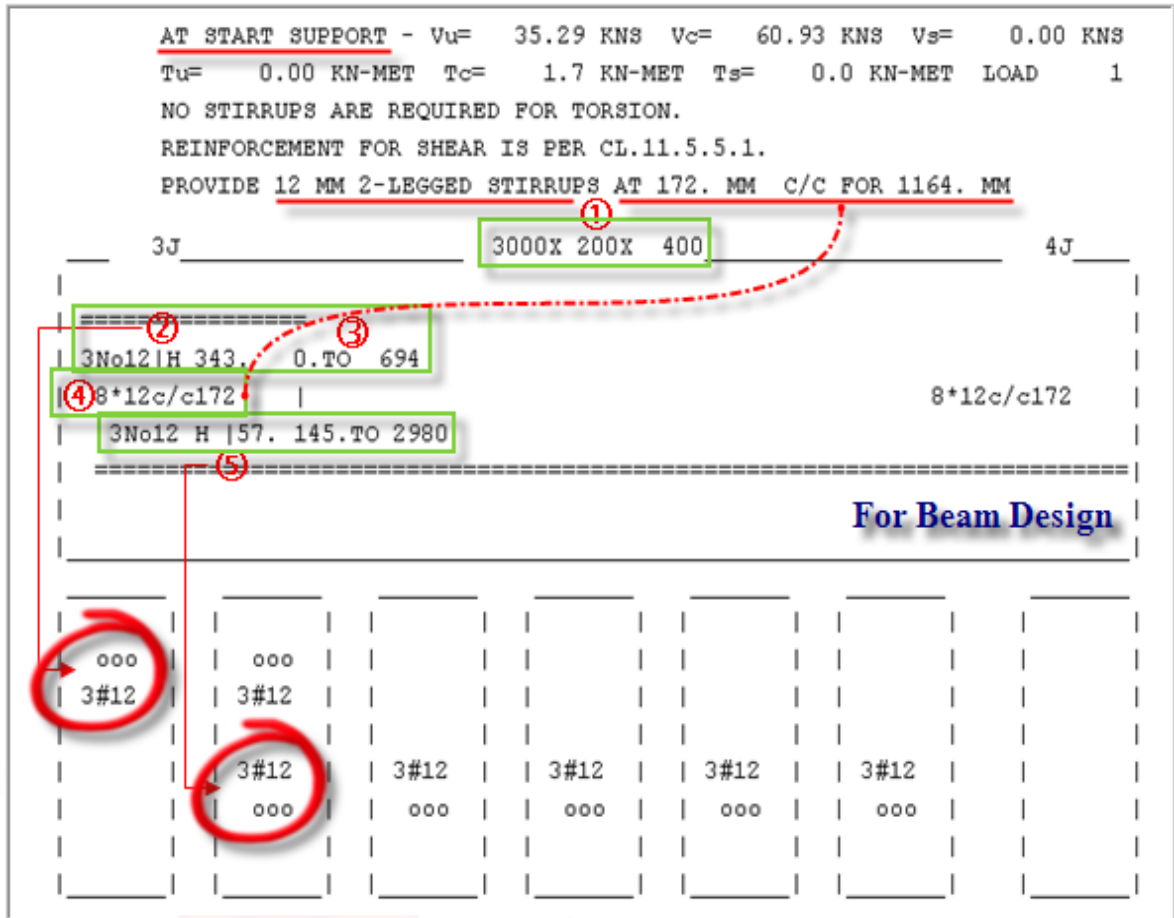 AT START SUPPORT - Vu= 35.29 KNS Vc= 60.93 KNS Vs= 0.00 KNS
Tu= 0.00 KN-MET Tc= 1.7 KN-MET Ts= 0.0 KN-MET LOAD 1
NO STIRRUPS ARE REQUIRED FOR TORSION.
REINFORCEMENT FOR SHEAR IS PER CL.11.5.5.1.
PROVIDE 12 MM 2-LEGGED STIRRUPS AT 172. MM C/C FOR 1164. MM
①
3J 3000X 200X 400 4J
② ③
3No12|H 343. 0.TO 694
④ 8*12c/c172 | 8*12c/c172
3No12 H |57. 145.TO 2980
⑤
For Beam Design
ooo ooo
3#12 3#12
3#12 3#12 3#12 3#12 3#12
ooo ooo ooo ooo ooo